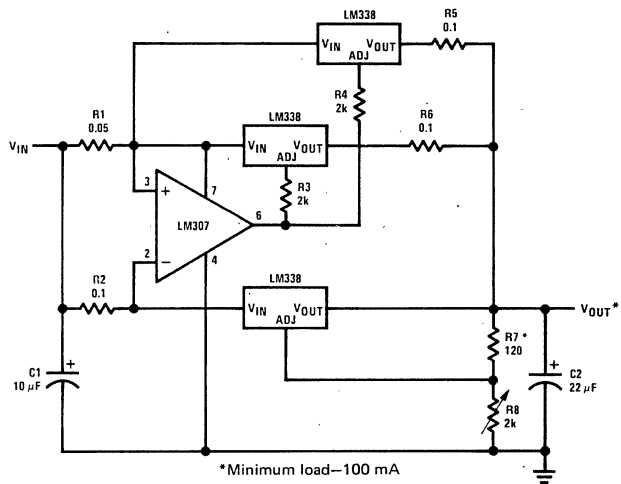 LM338
R5
0.1
VIN
VOUT
ADJ
R4
2k
R1
0.05
LM338
R6
0.1
VIN
VIN
VOUT
ADJ
3
+
7
R3
2k
LM307
6
2
−
4
R2
0.1
LM338
VIN
VOUT
ADJ
VOUT*
R7*
120
C1
10 μF
+
+
C2
22 μF
R8
2k
*Minimum load–100 mA